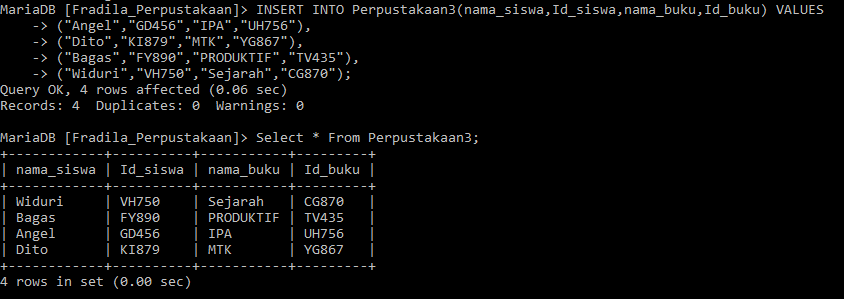 MariaDB [Fradila_Perpustakaan]> INSERT INTO Perpustakaan3(nama_siswa,Id_siswa,nama_buku,Id_buku) VALUES
    -> ("Angel","GD456","IPA","UH756"),
    -> ("Dito","KI879","MTK","YG867"),
    -> ("Bagas","FY890","PRODUKTIF","TV435"),
    -> ("Widuri","VH750","Sejarah","CG870");
Query OK, 4 rows affected (0.06 sec)
Records: 4  Duplicates: 0  Warnings: 0

MariaDB [Fradila_Perpustakaan]> Select * From Perpustakaan3;
+------------+----------+-----------+---------+
| nama_siswa | Id_siswa | nama_buku | Id_buku |
+------------+----------+-----------+---------+
| Widuri     | VH750    | Sejarah   | CG870   |
| Bagas      | FY890    | PRODUKTIF | TV435   |
| Angel      | GD456    | IPA       | UH756   |
| Dito       | KI879    | MTK       | YG867   |
+------------+----------+-----------+---------+
4 rows in set (0.00 sec)